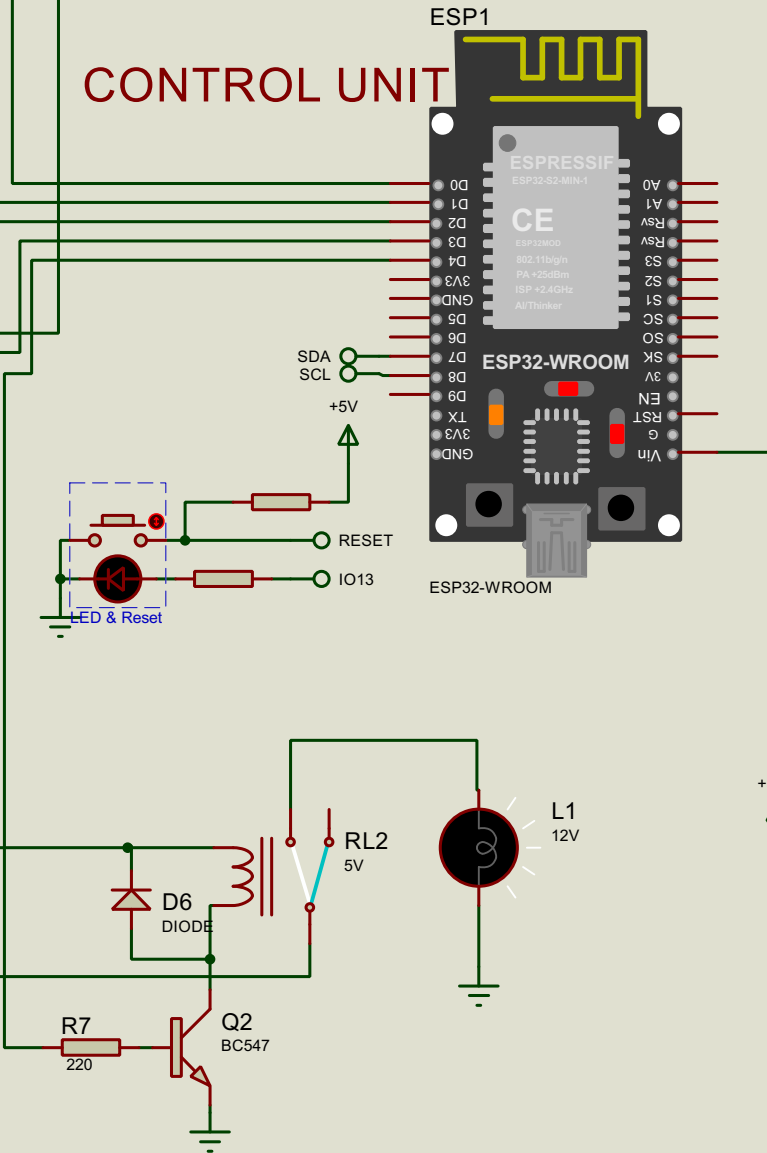 ESP1
CONTROL UNIT
ESPRESSIF
ESP32-S2-MIN-1
CE
ESP32MOD
802.11b/g/n
PA +25dBm
ISP +2.4GHz
AI/Thinker
D0
D1
D2
D3
D4
3V3
GND
D5
D6
D7
D8
D9
TX
3V3
GND
A0
A1
Rsv
Rsv
S3
S2
S1
SC
SO
SK
3V
EN
RST
G
Vin
ESP32-WROOM
SDA
SCL
+5V
RESET
IO13
LED & Reset
ESP32-WROOM
RL2
5V
L1
12V
+
D6
DIODE
R7
220
Q2
BC547